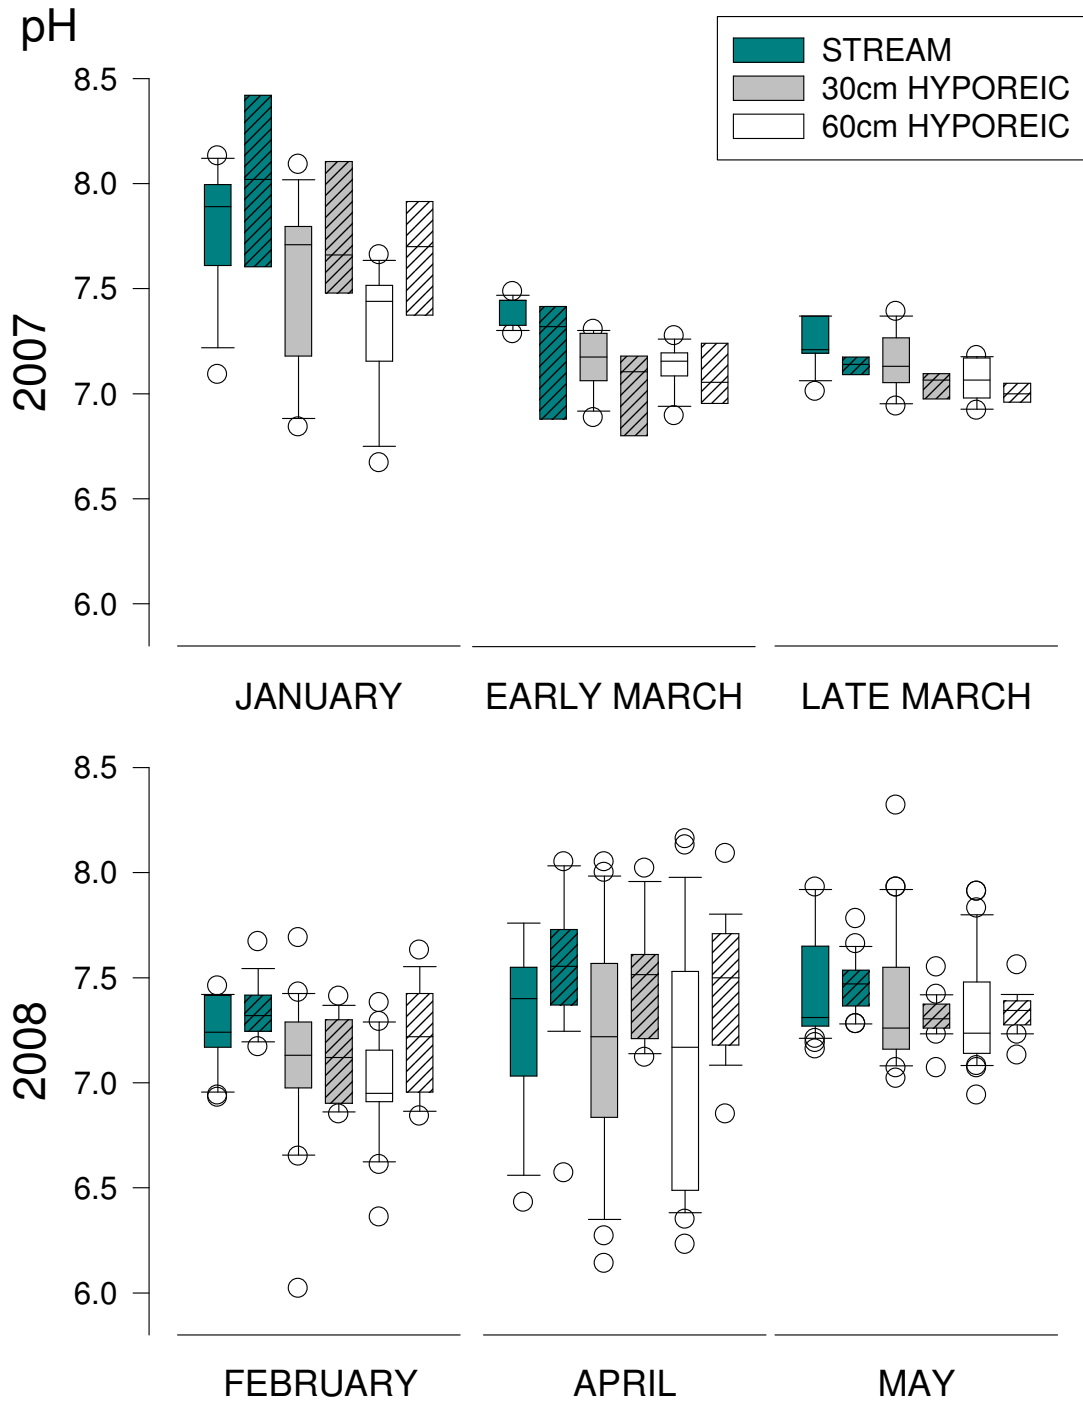 pH
STREAM
30cm HYPOREIC
60cm HYPOREIC
2007
8.5
8.0
7.5
7.0
6.5
6.0
JANUARY EARLY MARCH LATE MARCH
2008
8.5
8.0
7.5
7.0
6.5
6.0
FEBRUARY APRIL MAY